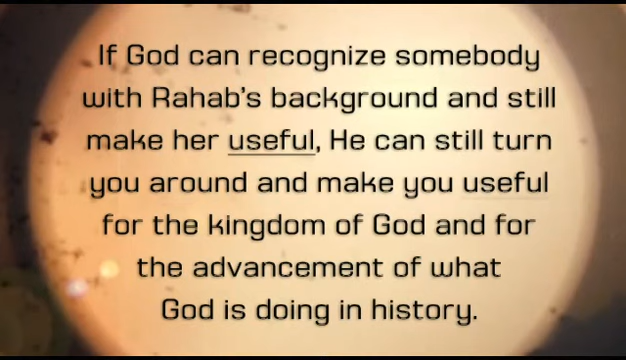 If God can recognize somebody
with Rahab's background and still
make her useful, He can still turn
you around and make you useful
for the kingdom of God and for
the advancement of what
God is doing in history.